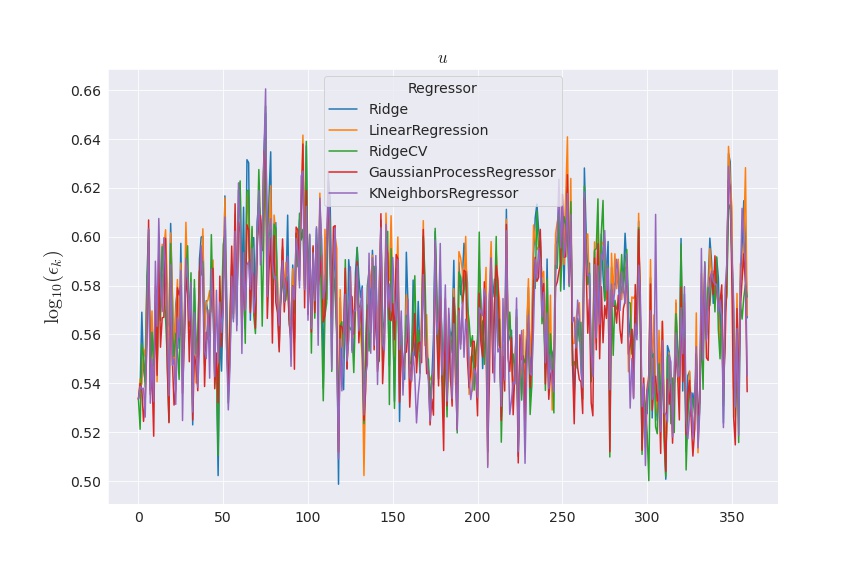 u
Regressor
Ridge
LinearRegression
RidgeCV
GaussianProcessRegressor
KNeighborsRegressor
log₁₀(ϵₖ)
0.66
0.64
0.62
0.60
0.58
0.56
0.54
0.52
0.50
0 50 100 150 200 250 300 350